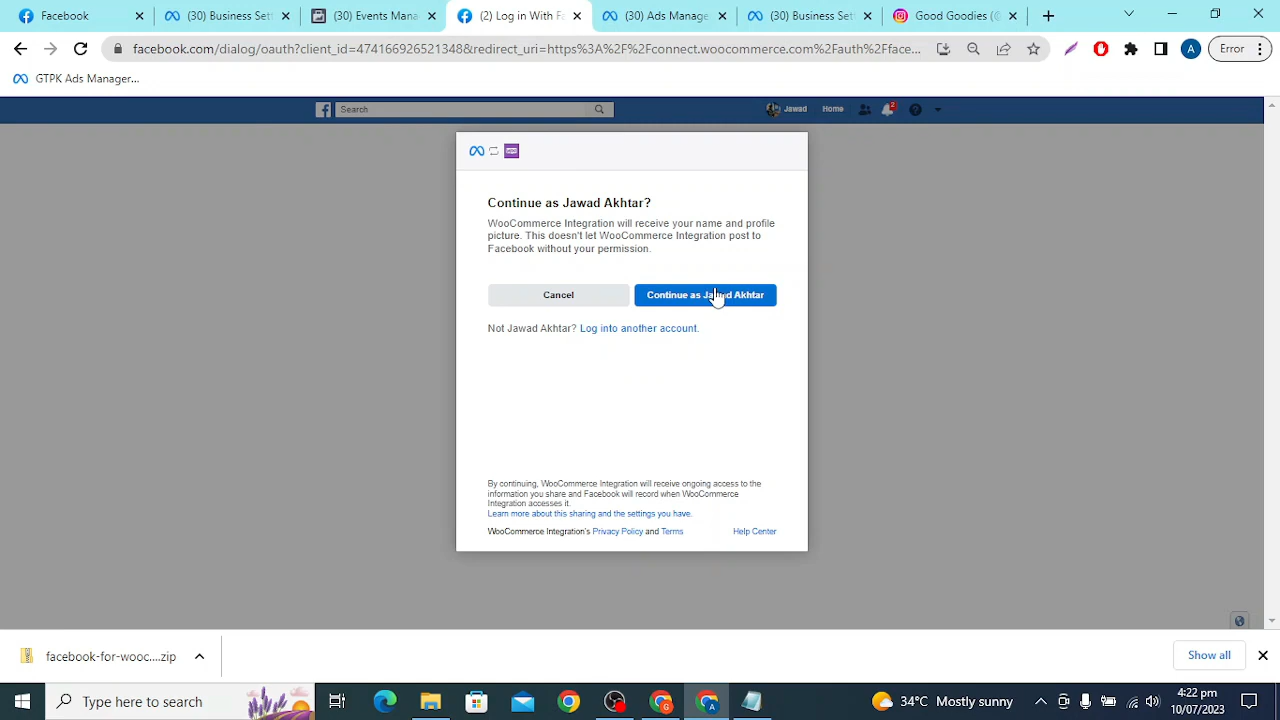 Facebook
(30) Business Sett
(30) Events Mana
(2) Log in With Fa
(30) Ads Manage
(30) Business Sett
Good Goodies (@
facebook.com/dialog/oauth?client_id=474166926521348&redirect_uri=https%3A%2F%2Fconnect.woocommerce.com%2Fauth%2Fface...
A
Error
GTPK Ads Manager...
Search
Jawad
Home
2
Continue as Jawad Akhtar?
WooCommerce Integration will receive your name and profile
picture. This doesn't let WooCommerce Integration post to
Facebook without your permission.
Cancel
Continue as Jawad Akhtar
Not Jawad Akhtar? Log into another account.
By continuing, WooCommerce Integration will receive ongoing access to the
information you share and Facebook will record when WooCommerce
Integration accesses it.
Learn more about this sharing and the settings you have.
WooCommerce Integration's Privacy Policy and Terms
Help Center
facebook-for-wooc....zip
Show all
Type here to search
34°C Mostly sunny
4:22 pm
10/07/2023